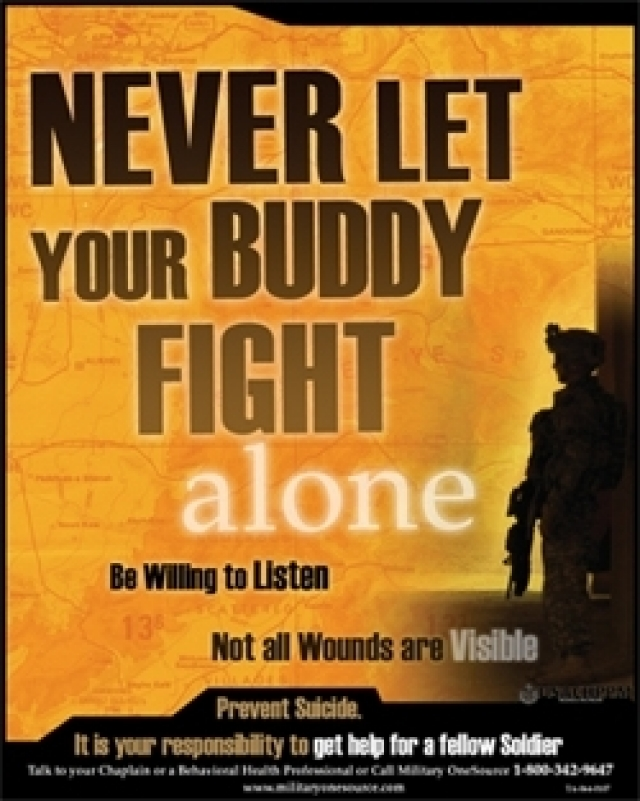 NEVER LET
YOUR BUDDY
FIGHT
alone
Be Willing to Listen
Not all Wounds are Visible
USACHPPM
Prevent Suicide.
It is your responsibility to get help for a fellow Soldier
Talk to your Chaplain or a Behavioral Health Professional or Call Military OneSource 1-800-342-9647
www.militaryonesource.com